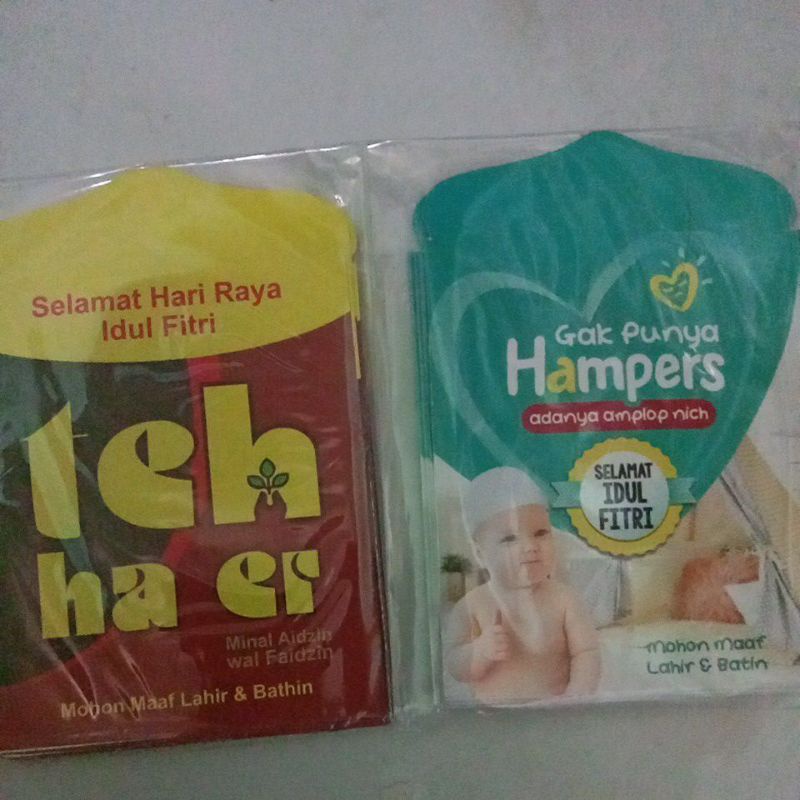 Selamat Hari Raya
Idul Fitri
teh
ha er
Minal Aidzin
wal Faidzin
Mohon Maaf Lahir & Bathin
Gak Punya
Hampers
adanya amplop nich
SELAMAT
IDUL
FITRI
Mohon Maaf
Lahir & Batin